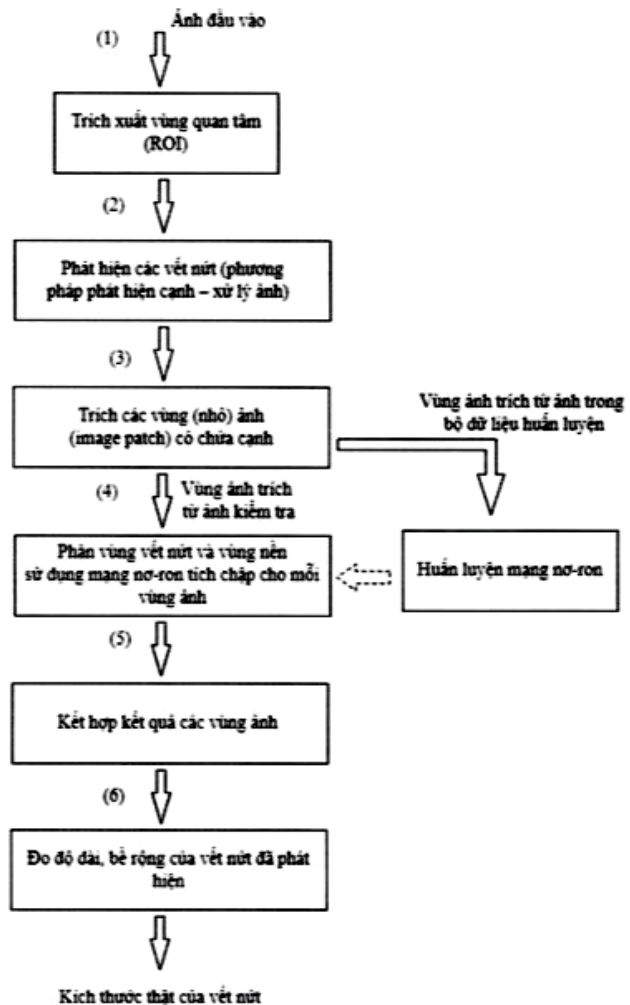 Ảnh đầu vào
(1)
Trích xuất vùng quan tâm
(ROI)
(2)
Phát hiện các vết nứt (phương
pháp phát hiện cạnh – xử lý ảnh)
(3)
Trích các vùng (nhỏ) ảnh
(image patch) có chứa cạnh
Vùng ảnh trích từ ảnh trong
bộ dữ liệu huấn luyện
(4)
Vùng ảnh trích
từ ảnh kiểm tra
Phân vùng vết nứt và vùng nền
sử dụng mạng nơ-ron tích chập cho mỗi
vùng ảnh
Huấn luyện mạng nơ-ron
(5)
Kết hợp kết quả các vùng ảnh
(6)
Đo độ dài, bề rộng của vết nứt đã phát
hiện
Kích thước thật của vết nứt